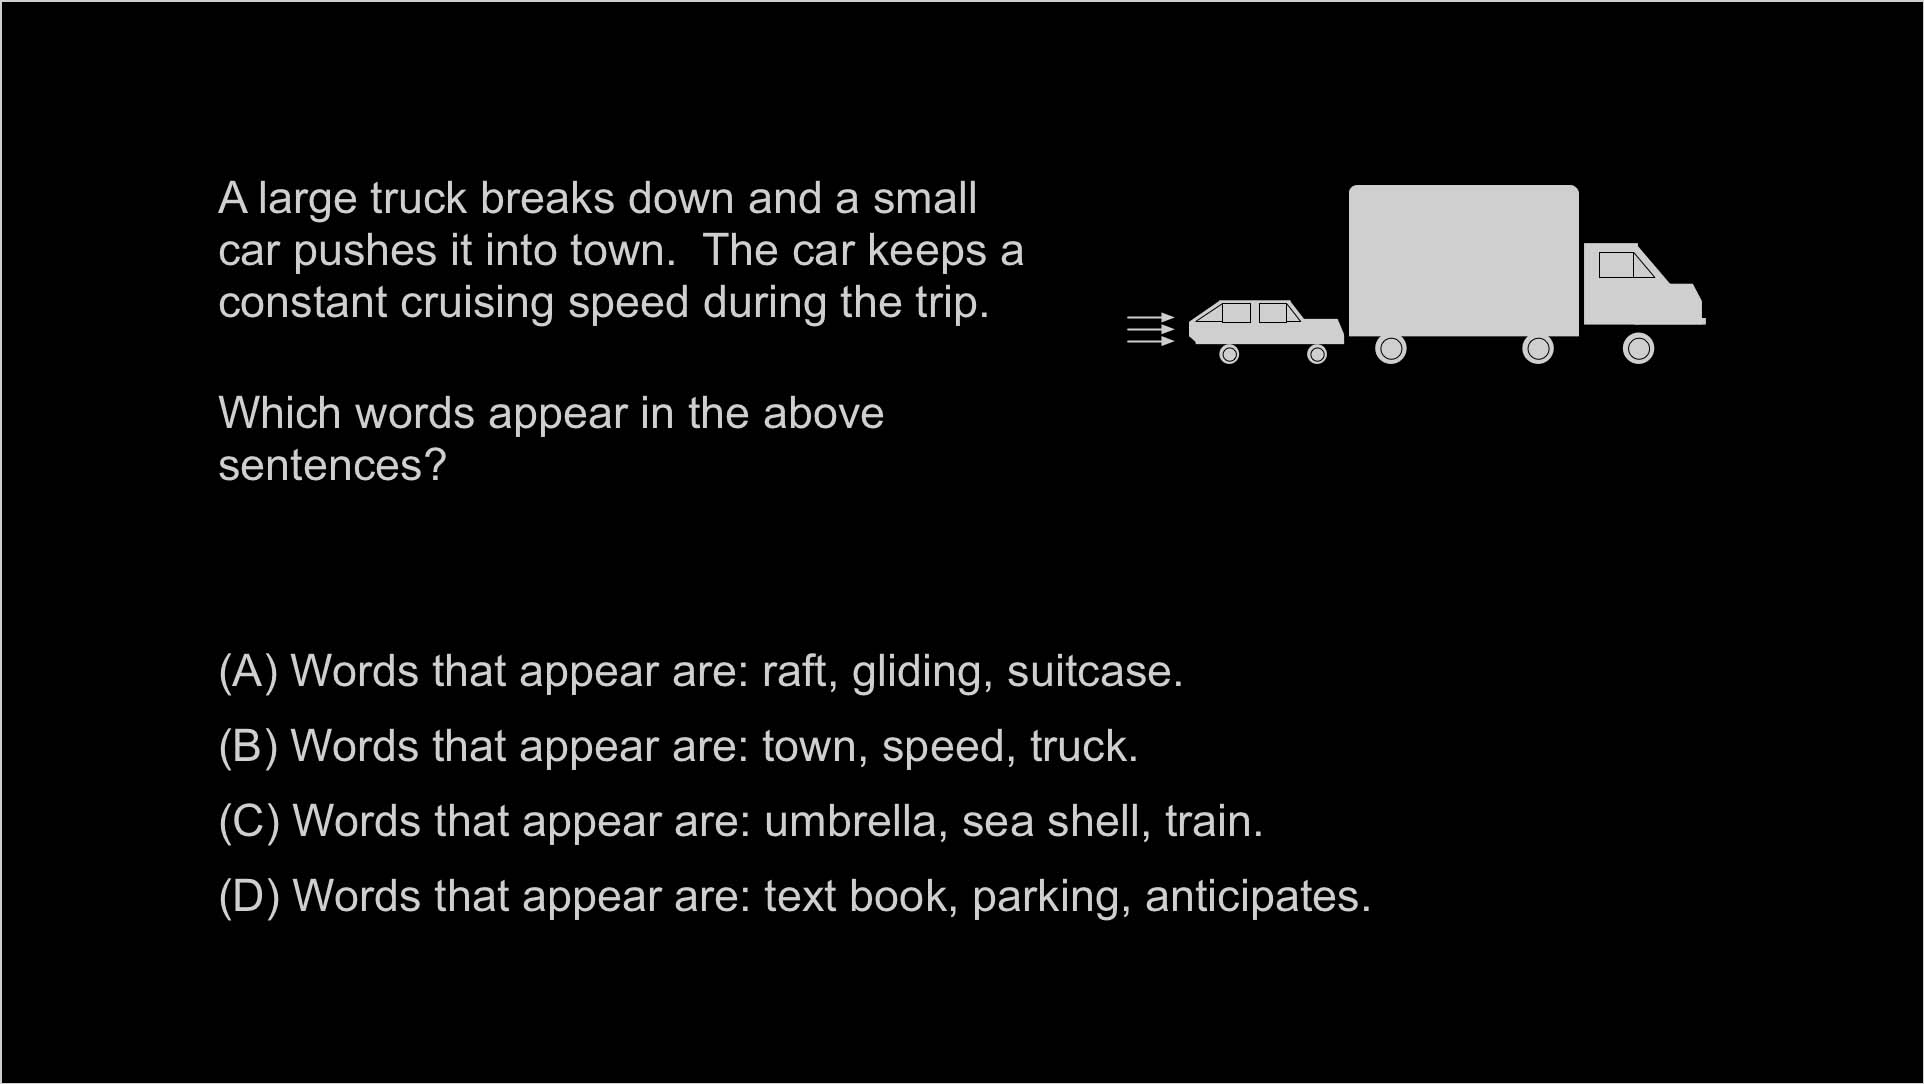 A large truck breaks down and a small
car pushes it into town.  The car keeps a
constant cruising speed during the trip.
Which words appear in the above
sentences?
(A) Words that appear are: raft, gliding, suitcase.
(B) Words that appear are: town, speed, truck.
(C) Words that appear are: umbrella, sea shell, train.
(D) Words that appear are: text book, parking, anticipates.